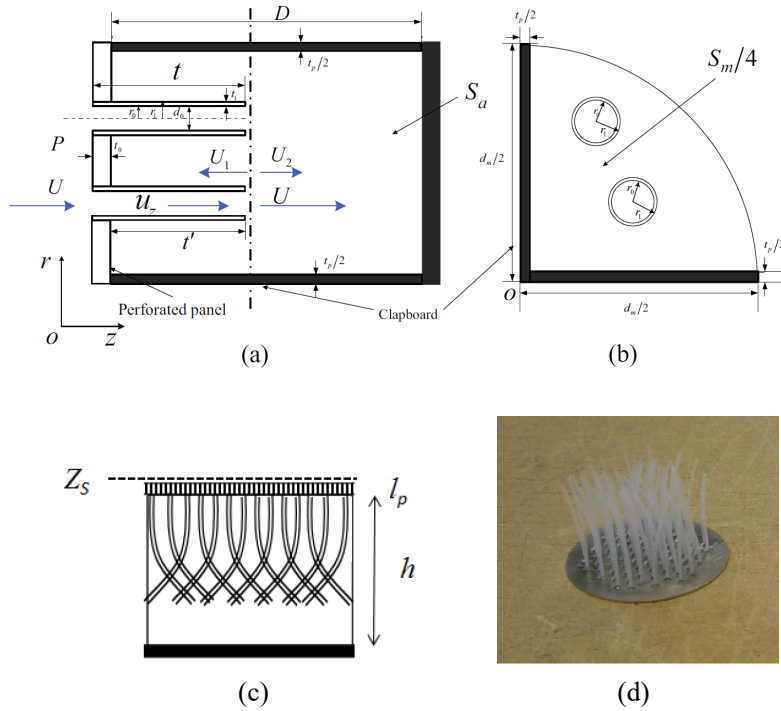 D
t_p/2
t
t_1
r_0
r_1
d_0
S_a
P
t_0
U_1
U_2
U
u_z
U
t'
t_p/2
r
Perforated panel
Clapboard
o
z
(a)
t_p/2
S_m/4
r_0
r_1
d_m/2
r_0
r_1
t_p/2
o
d_m/2
(b)
Z_S
l_p
h
(c)
(d)